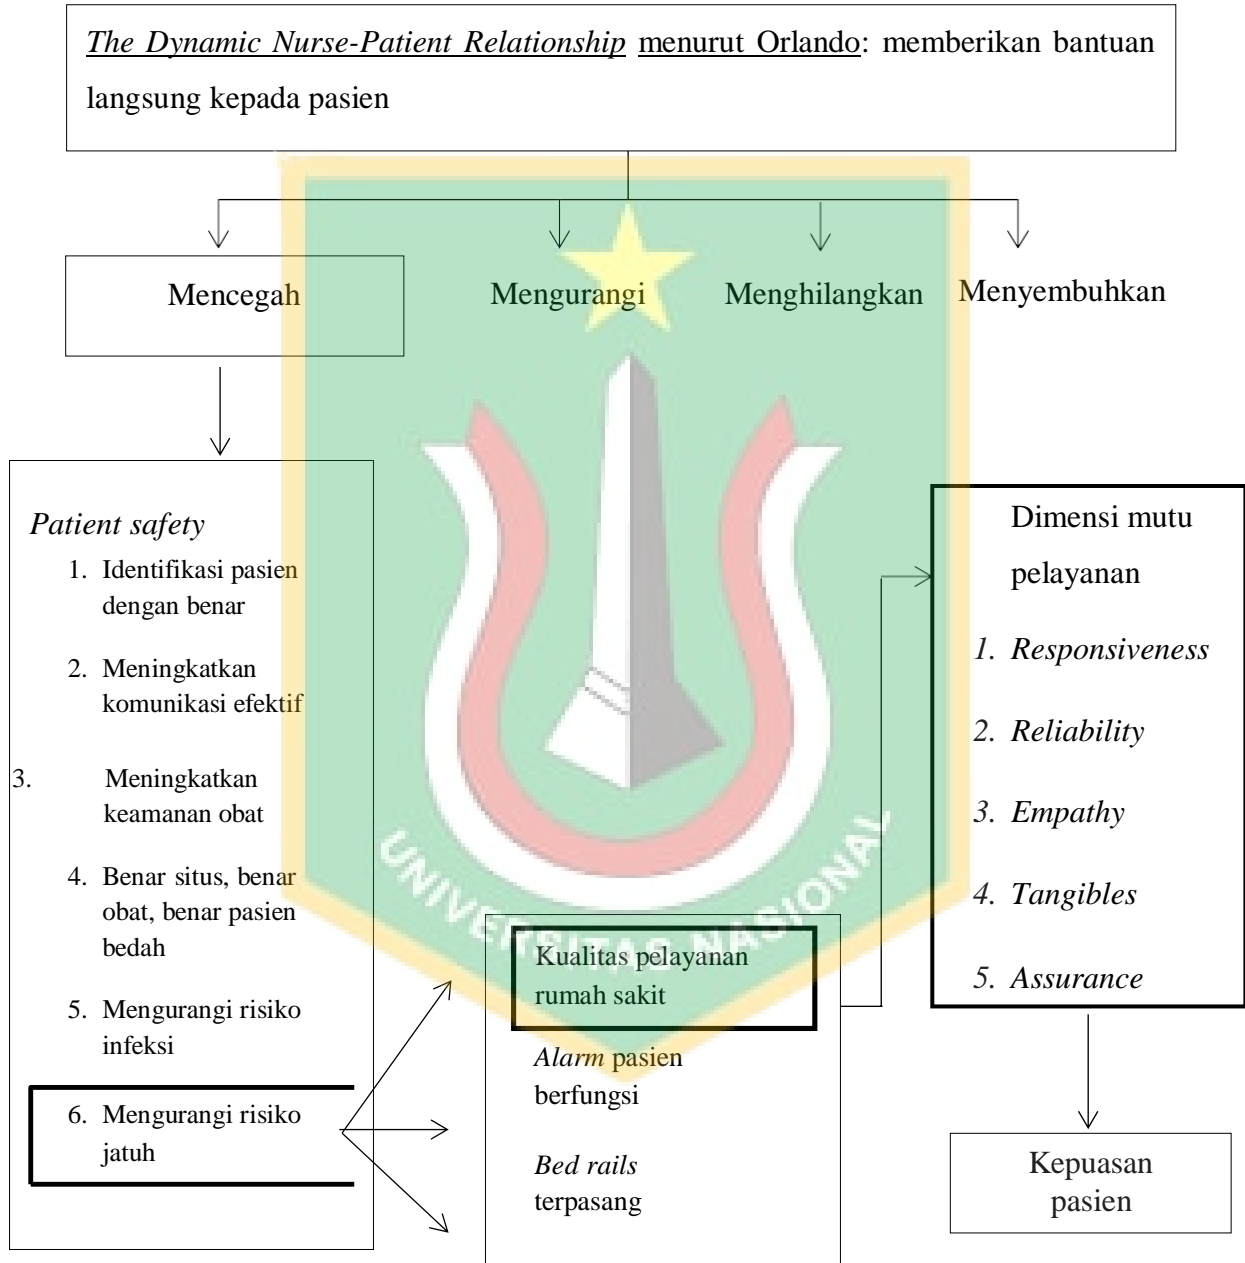 The Dynamic Nurse-Patient Relationship menurut Orlando: memberikan bantuan
langsung kepada pasien
Mencegah
Mengurangi
Menghilangkan
Menyembuhkan
Patient safety
1. Identifikasi pasien
dengan benar
2. Meningkatkan
komunikasi efektif
3. Meningkatkan
keamanan obat
4. Benar situs, benar
obat, benar pasien
bedah
5. Mengurangi risiko
infeksi
6. Mengurangi risiko
jatuh
UNIVERSITAS NASIONAL
Kualitas pelayanan
rumah sakit
Alarm pasien
berfungsi
Bed rails
terpasang
Dimensi mutu
pelayanan
1. Responsiveness
2. Reliability
3. Empathy
4. Tangibles
5. Assurance
Kepuasan
pasien